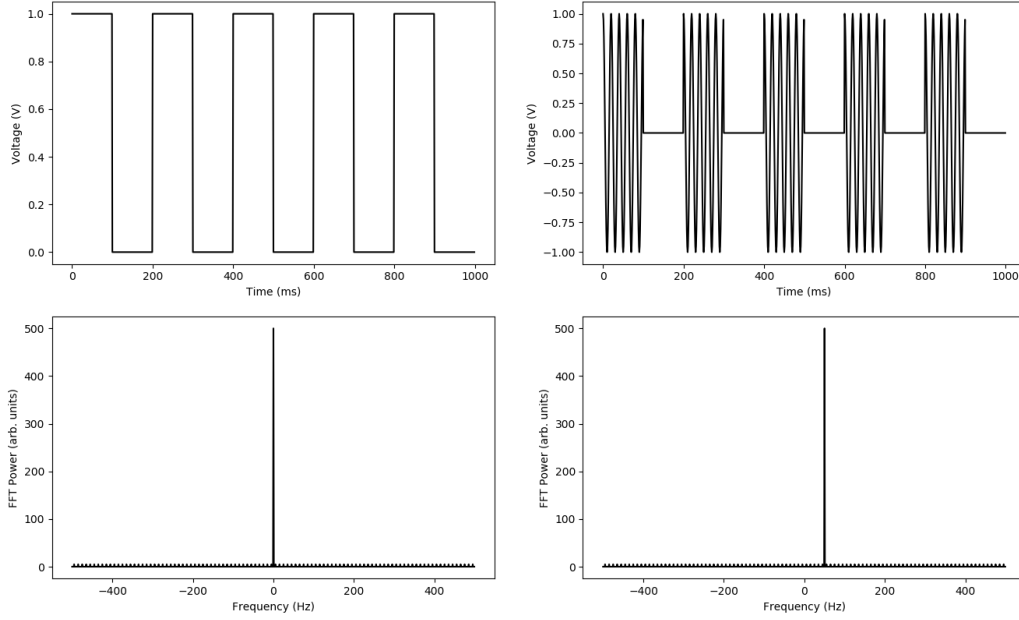 1.0
0.8
0.6
0.4
0.2
0.0
Voltage (V)
0 200 400 600 800 1000
Time (ms)
1.00
0.75
0.50
0.25
0.00
−0.25
−0.50
−0.75
−1.00
Voltage (V)
0 200 400 600 800 1000
Time (ms)
500
400
300
200
100
0
FFT Power (arb. units)
−400 −200 0 200 400
Frequency (Hz)
500
400
300
200
100
0
FFT Power (arb. units)
−400 −200 0 200 400
Frequency (Hz)